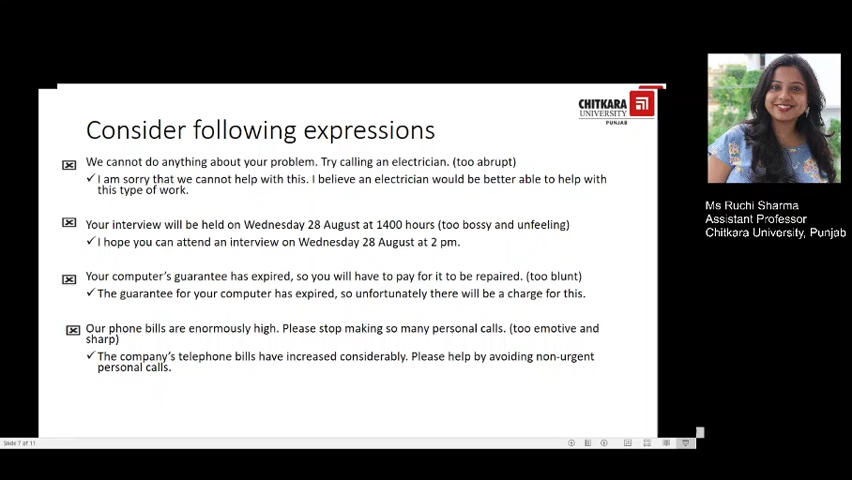 CHITKARA
UNIVERSITY
PUNJAB
Consider following expressions
We cannot do anything about your problem. Try calling an electrician. (too abrupt)
✓I am sorry that we cannot help with this. I believe an electrician would be better able to help with
this type of work.
Your interview will be held on Wednesday 28 August at 1400 hours (too bossy and unfeeling)
✓I hope you can attend an interview on Wednesday 28 August at 2 pm.
Your computer's guarantee has expired, so you will have to pay for it to be repaired. (too blunt)
✓The guarantee for your computer has expired, so unfortunately there will be a charge for this.
Our phone bills are enormously high. Please stop making so many personal calls. (too emotive and
sharp)
✓The company's telephone bills have increased considerably. Please help by avoiding non-urgent
personal calls.
Slide 7 of 11
Ms Ruchi Sharma
Assistant Professor
Chitkara University, Punjab